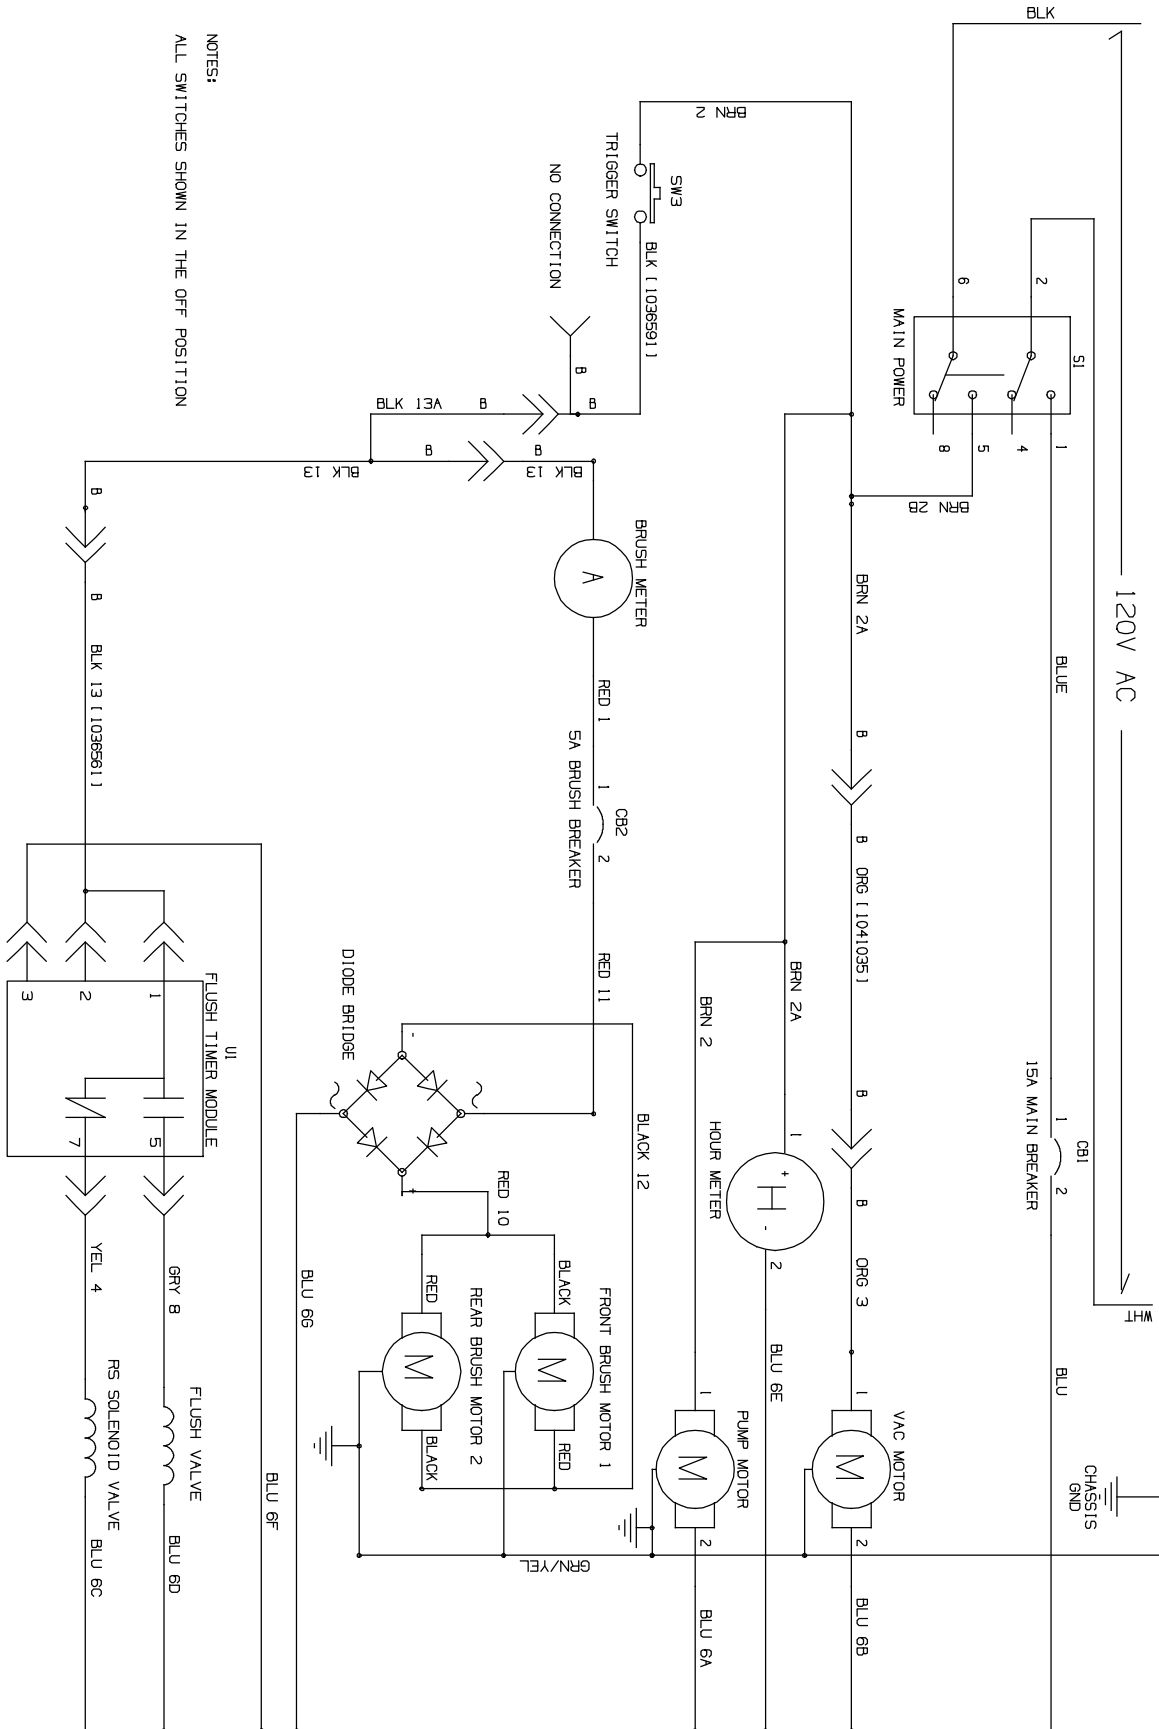 BLK
WHT
120V AC
CHASSIS
GND
2
6
S1
MAIN POWER
1
4
5
8
BLUE
1
CB1
2
15A MAIN BREAKER
BLU
BRN 2B
BRN 2
BRN 2A
B
B
ORG [1041035]
B
B
ORG 3
1
VAC MOTOR
M
2
BLU 6B
BRN 2A
1
+
H
-
2
HOUR METER
BLU 6E
BRN 2
1
PUMP MOTOR
M
2
BLU 6A
GRN/YEL
SW3
TRIGGER SWITCH
BLK [1036591]
NO CONNECTION
B
B
B
BLK 13A
B
B
BLK 13
BLK 13
BRUSH METER
A
RED 1
1
CB2
2
5A BRUSH BREAKER
RED 11
BLACK 12
DIODE BRIDGE
-
+
RED 10
BLACK
FRONT BRUSH MOTOR 1
M
RED
RED
REAR BRUSH MOTOR 2
M
BLACK
BLU 6G
BLU 6F
B
B
BLK 13 [1036561]
U1
FLUSH TIMER MODULE
1
2
3
5
7
GRY 8
FLUSH VALVE
BLU 6D
YEL 4
RS SOLENOID VALVE
BLU 6C
NOTES:
ALL SWITCHES SHOWN IN THE OFF POSITION